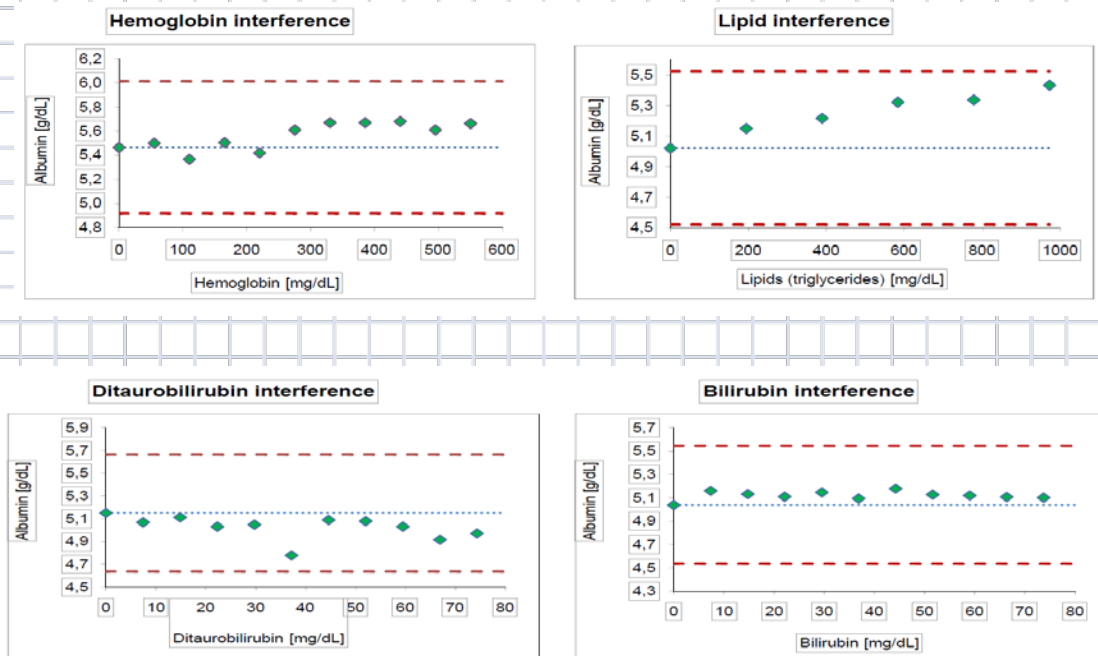 Hemoglobin interference
Albumin [g/dL]
6,2
6,0
5,8
5,6
5,4
5,2
5,0
4,8
0 100 200 300 400 500 600
Hemoglobin [mg/dL]
Lipid interference
Albumin [g/dL]
5,5
5,3
5,1
4,9
4,7
4,5
0 200 400 600 800 1000
Lipids (triglycerides) [mg/dL]
Ditaurobilirubin interference
Albumin [g/dL]
5,9
5,7
5,5
5,3
5,1
4,9
4,7
4,5
0 10 20 30 40 50 60 70 80
Ditaurobilirubin [mg/dL]
Bilirubin interference
Albumin [g/dL]
5,7
5,5
5,3
5,1
4,9
4,7
4,5
4,3
0 10 20 30 40 50 60 70 80
Bilirubin [mg/dL]